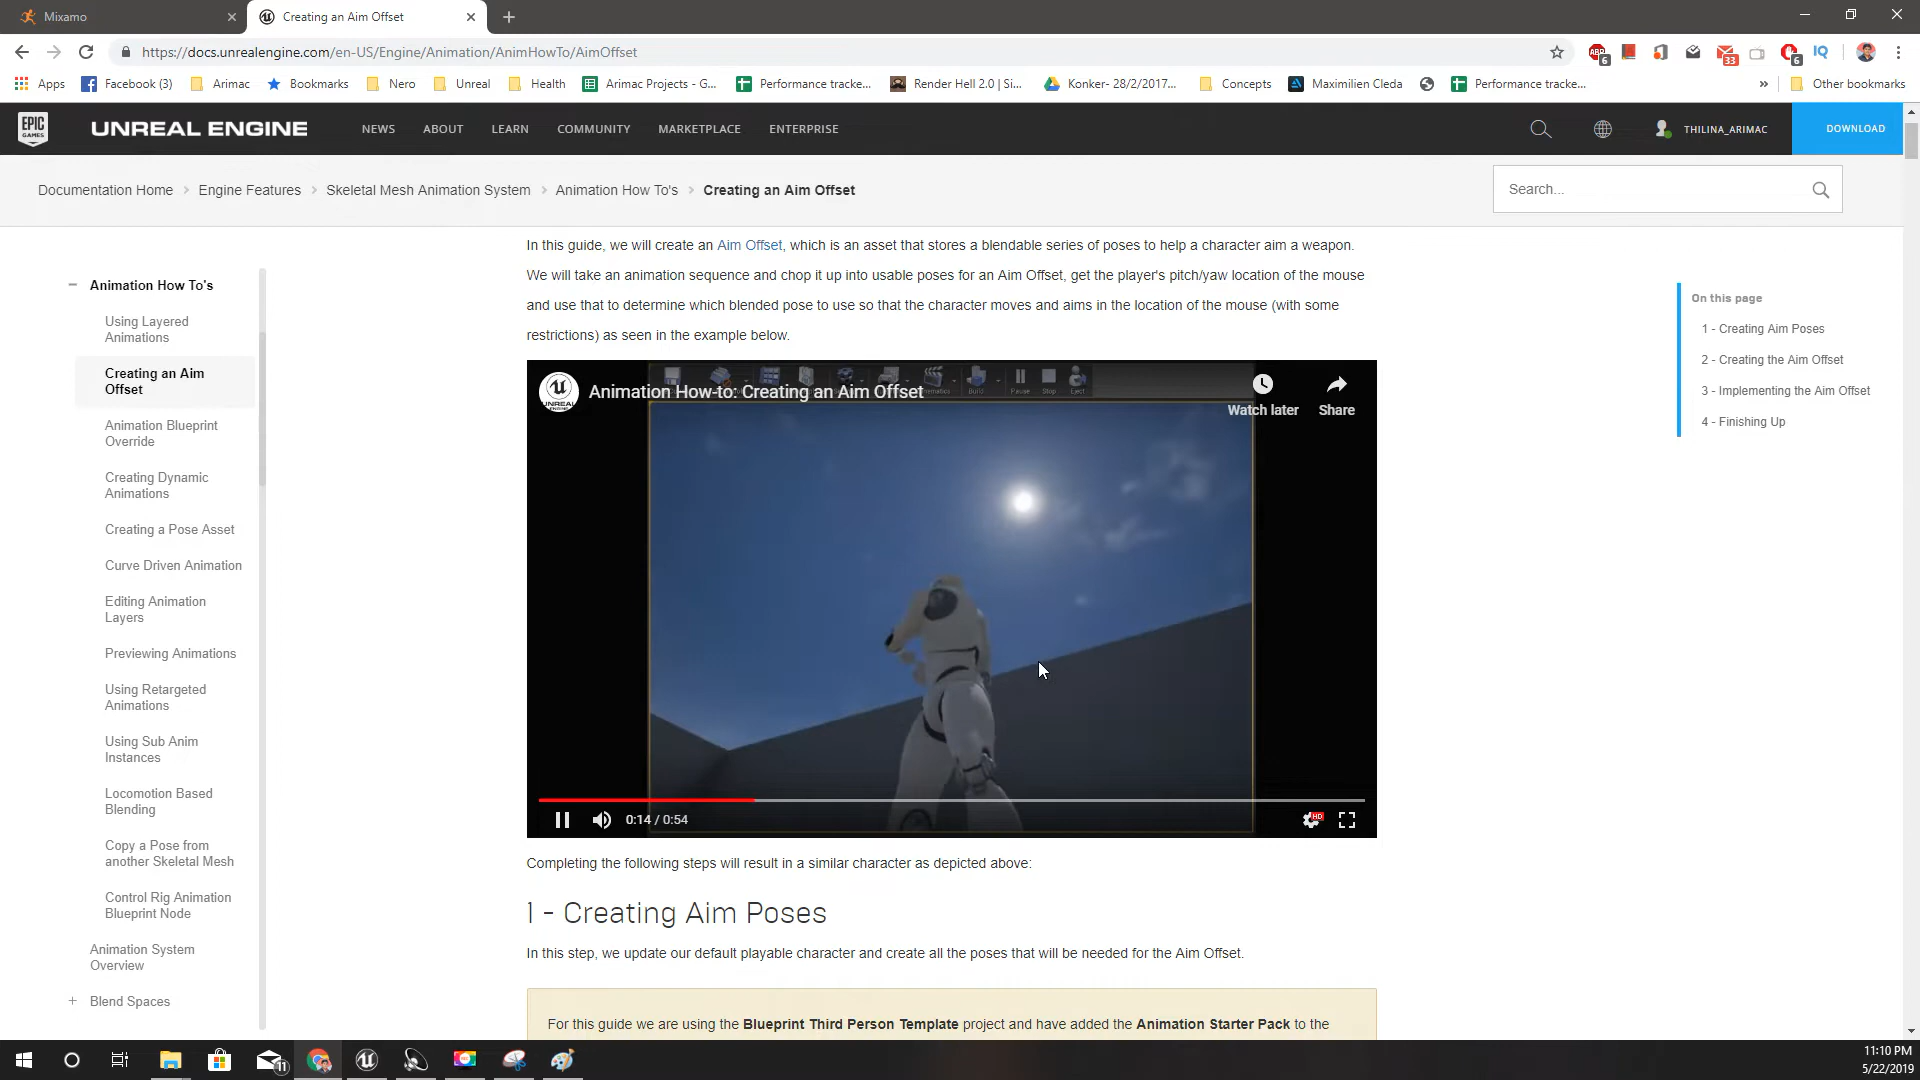 Mixamo
Creating an Aim Offset
https://docs.unrealengine.com/en-US/Engine/Animation/AnimHowTo/AimOffset
ABP
6
33
6
IQ
Apps
Facebook (3)
Arimac
Bookmarks
Nero
Unreal
Health
Arimac Projects - G...
Performance tracke...
Render Hell 2.0 | Si...
Konker- 28/2/2017...
Concepts
Maximilien Cleda
Performance tracke...
»
Other bookmarks
EPIC
GAMES
UNREAL ENGINE
NEWS
ABOUT
LEARN
COMMUNITY
MARKETPLACE
ENTERPRISE
THILINA_ARIMAC
DOWNLOAD
Documentation Home
Engine Features
Skeletal Mesh Animation System
Animation How To's
Creating an Aim Offset
Search...
Animation How To's
Using Layered
Animations
Creating an Aim
Offset
Animation Blueprint
Override
Creating Dynamic
Animations
Creating a Pose Asset
Curve Driven Animation
Editing Animation
Layers
Previewing Animations
Using Retargeted
Animations
Using Sub Anim
Instances
Locomotion Based
Blending
Copy a Pose from
another Skeletal Mesh
Control Rig Animation
Blueprint Node
Animation System
Overview
Blend Spaces
In this guide, we will create an Aim Offset, which is an asset that stores a blendable series of poses to help a character aim a weapon.
We will take an animation sequence and chop it up into usable poses for an Aim Offset, get the player's pitch/yaw location of the mouse
and use that to determine which blended pose to use so that the character moves and aims in the location of the mouse (with some
restrictions) as seen in the example below.
UNREAL
Animation How-to: Creating an Aim Offset
Build
Pause
Stop
Eject
Watch later
Share
0:14 / 0:54
HD
Completing the following steps will result in a similar character as depicted above:
1 - Creating Aim Poses
In this step, we update our default playable character and create all the poses that will be needed for the Aim Offset.
For this guide we are using the Blueprint Third Person Template project and have added the Animation Starter Pack to the
On this page
1 - Creating Aim Poses
2 - Creating the Aim Offset
3 - Implementing the Aim Offset
4 - Finishing Up
11
11:10 PM
5/22/2019